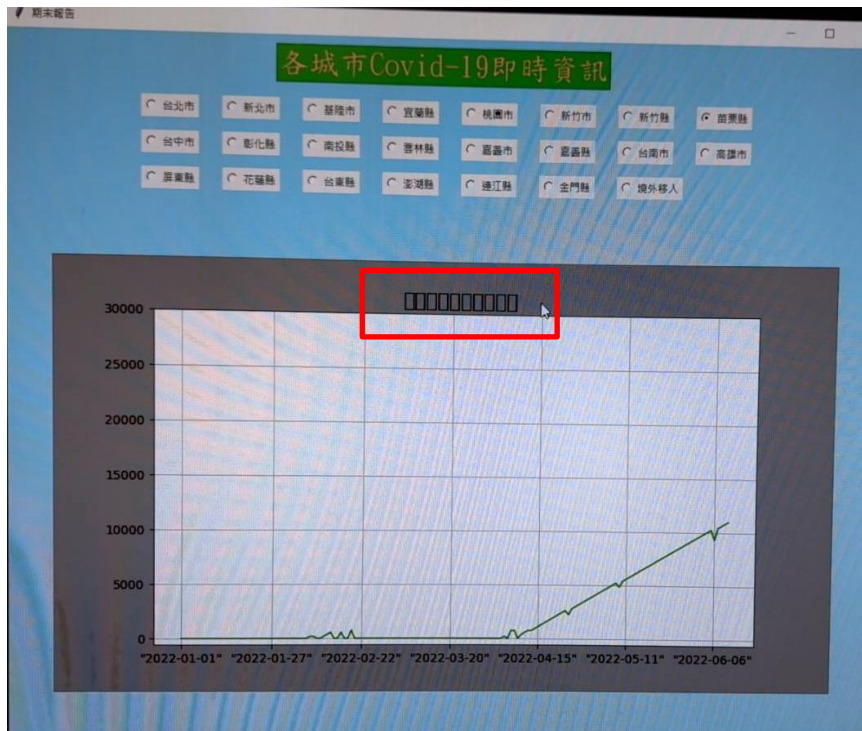 期末報告
各城市Covid-19即時資訊
台北市 新北市 基隆市 宜蘭縣 桃園市 新竹市 新竹縣 苗栗縣
台中市 彰化縣 南投縣 雲林縣 嘉義市 嘉義縣 台南市 高雄市
屏東縣 花蓮縣 台東縣 澎湖縣 連江縣 金門縣 境外移入
30000
25000
20000
15000
10000
5000
0
"2022-01-01" "2022-01-27" "2022-02-22" "2022-03-20" "2022-04-15" "2022-05-11" "2022-06-06"